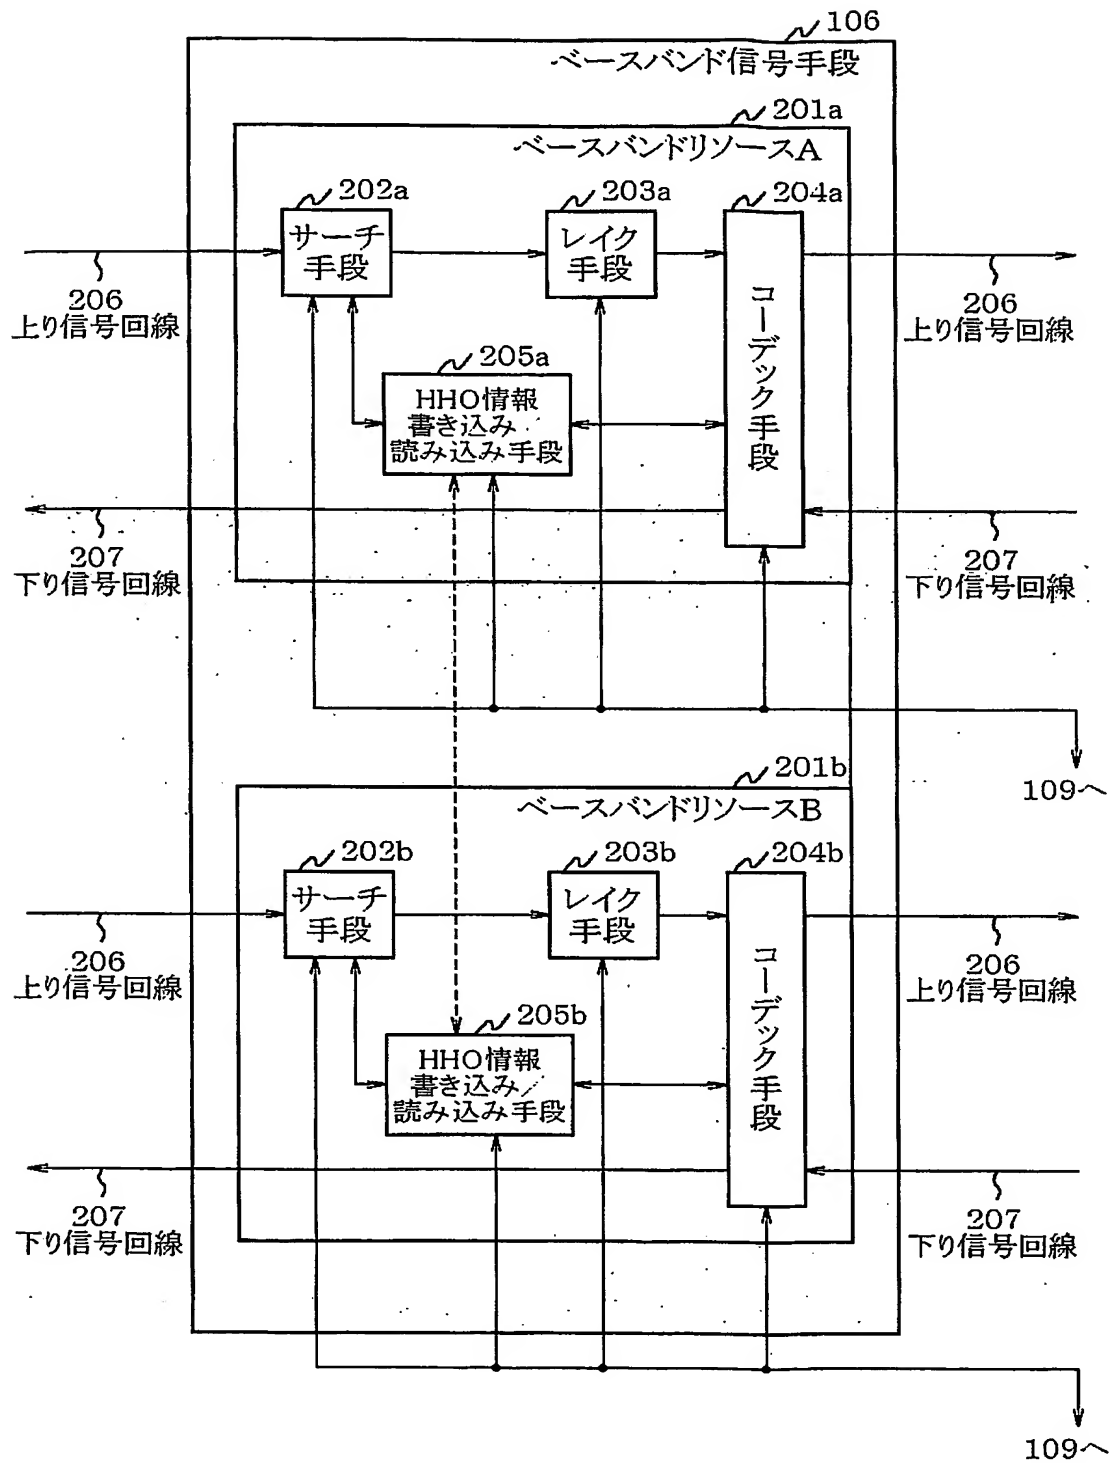 106
ベースバンド信号手段
201a
ベースバンドリソースA
202a
203a
204a
サーチ
手段
レイク
手段
コーデック手段
206
上り信号回線
206
上り信号回線
205a
HHO情報
書き込み
読み込み手段
207
下り信号回線
207
下り信号回線
109へ
201b
ベースバンドリソースB
202b
203b
204b
サーチ
手段
レイク
手段
コーデック手段
206
上り信号回線
206
上り信号回線
205b
HHO情報
書き込み/
読み込み手段
207
下り信号回線
207
下り信号回線
109へ